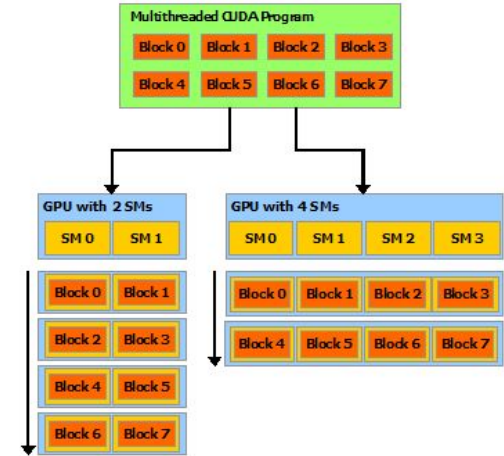 Multithreaded CUDA Program
Block 0 Block 1 Block 2 Block 3
Block 4 Block 5 Block 6 Block 7
GPU with 2 SMs
SM 0 SM 1
Block 0 Block 1
Block 2 Block 3
Block 4 Block 5
Block 6 Block 7
GPU with 4 SMs
SM 0 SM 1 SM 2 SM 3
Block 0 Block 1 Block 2 Block 3
Block 4 Block 5 Block 6 Block 7